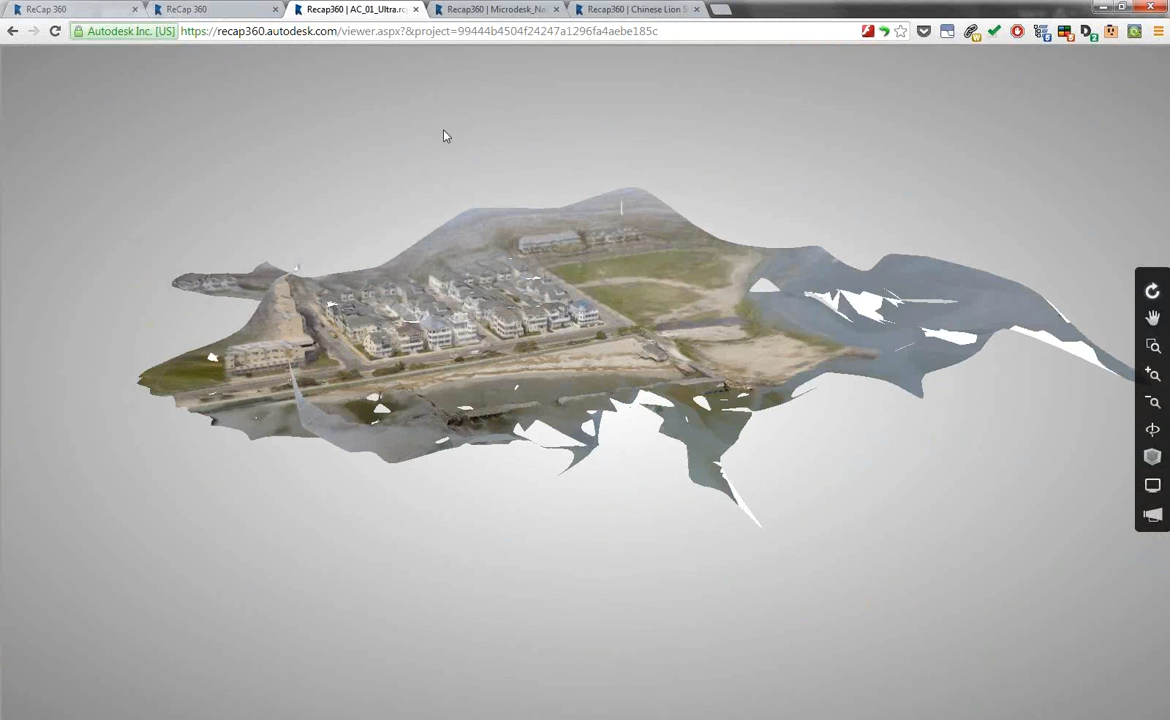 ReCap 360
ReCap 360
Recap360 | AC_01_Ultra.rc
Recap360 | Microdesk_Na
Recap360 | Chinese Lion S
Autodesk Inc. [US]
https://recap360.autodesk.com/viewer.aspx?&project=99444b4504f24247a1296fa4aebe185c